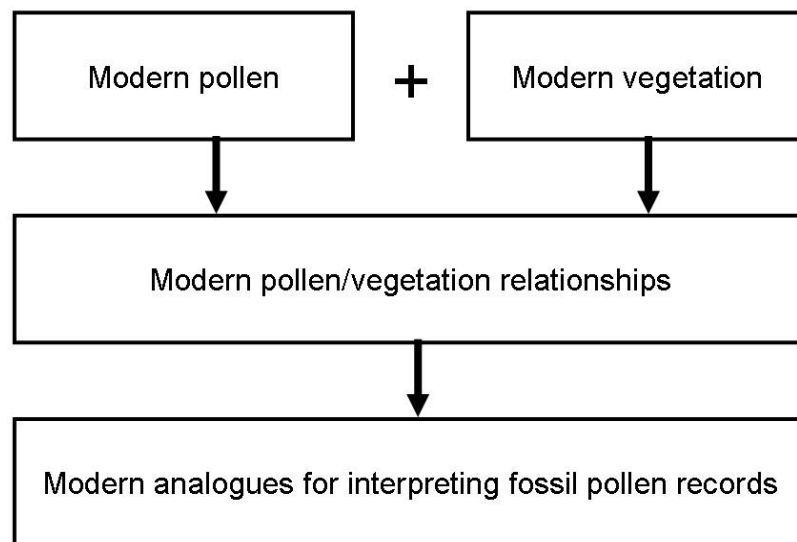 Modern pollen + Modern vegetation
Modern pollen/vegetation relationships
Modern analogues for interpreting fossil pollen records